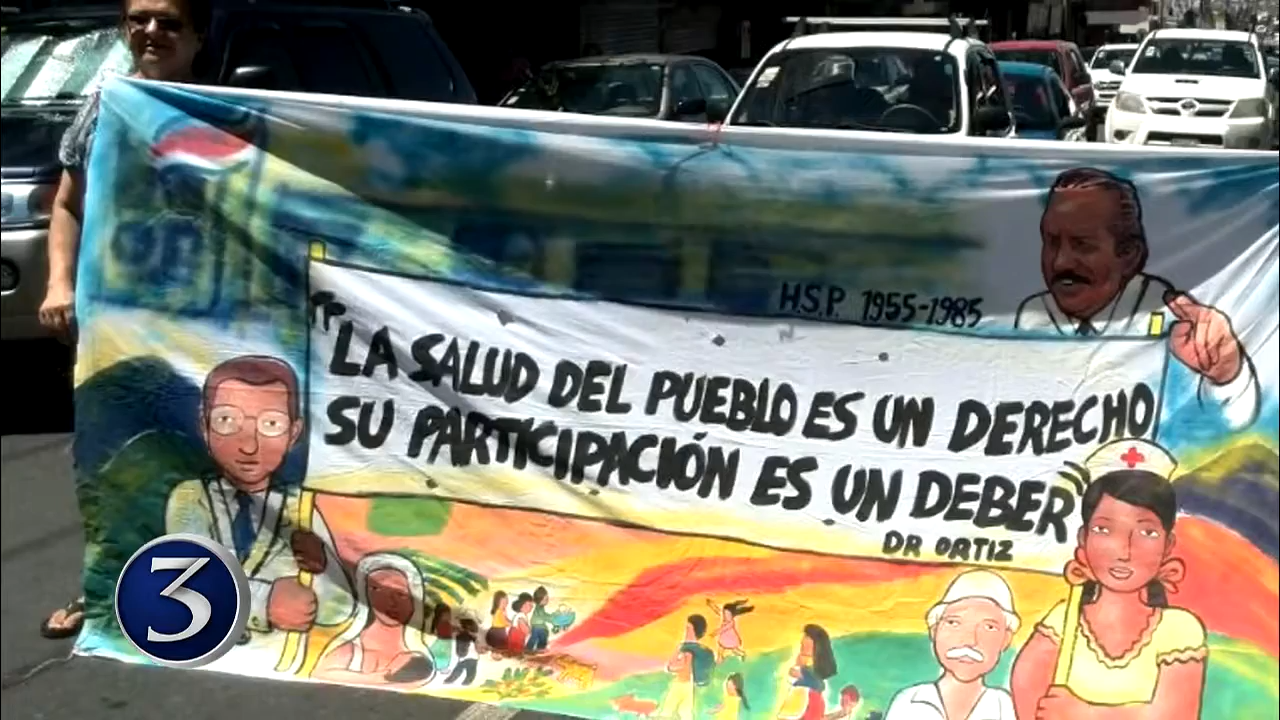 H.S.P. 1955-1985
"LA SALUD DEL PUEBLO ES UN DERECHO
SU PARTICIPACIÓN ES UN DEBER"
DR ORTIZ
3